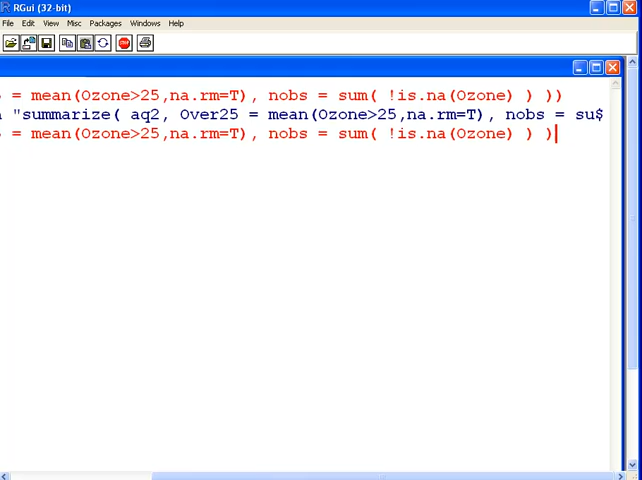 RGui (32-bit)
File Edit View Misc Packages Windows Help
= mean(Ozone>25,na.rm=T), nobs = sum( !is.na(Ozone) ) ))
"summarize( aq2, Over25 = mean(Ozone>25,na.rm=T), nobs = su$
= mean(Ozone>25,na.rm=T), nobs = sum( !is.na(Ozone) ) )